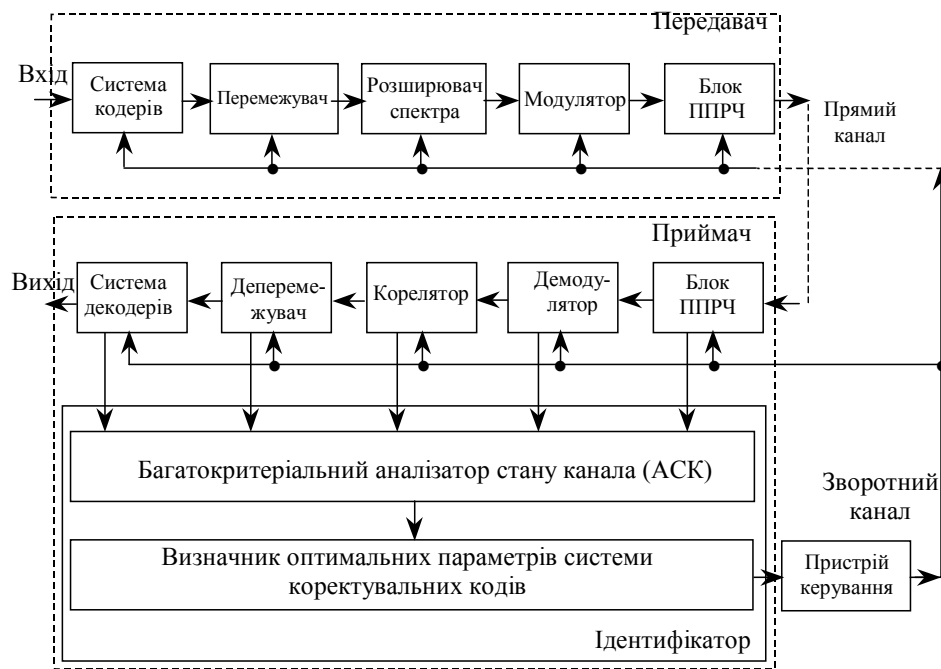 Передавач
Вхід
Система
кодерів
Перемежувач
Розширювач
спектра
Модулятор
Блок
ППРЧ
Прямий
канал
Приймач
Вихід
Система
декодерів
Депереме-
жувач
Корелятор
Демоду-
лятор
Блок
ППРЧ
Багатокритеріальний аналізатор стану канала (АСК)
Зворотний
канал
Визначник оптимальних параметрів системи
коректувальних кодів
Пристрій
керування
Ідентифікатор